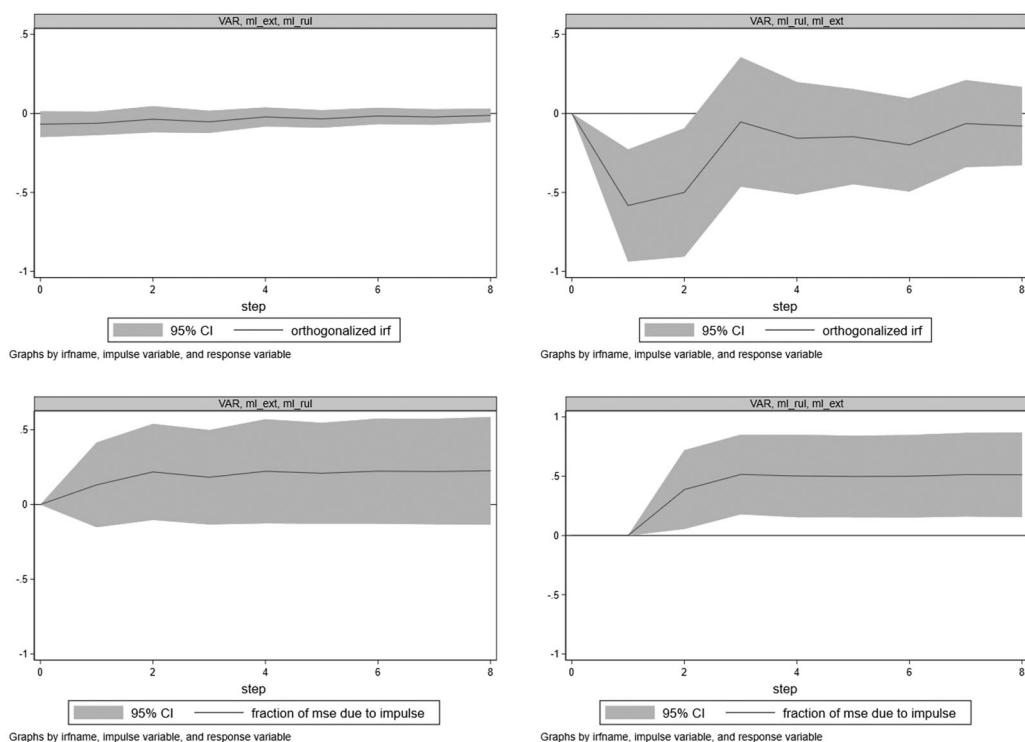 VAR, ml_ext, ml_rul
.5
0
-.5
-1
0 2 4 6 8
step
95% CI orthogonalized irf
Graphs by irfname, impulse variable, and response variable
VAR, ml_rul, ml_ext
.5
0
-.5
-1
0 2 4 6 8
step
95% CI orthogonalized irf
Graphs by irfname, impulse variable, and response variable
VAR, ml_ext, ml_rul
.5
0
-.5
-1
0 2 4 6 8
step
95% CI fraction of mse due to impulse
Graphs by irfname, impulse variable, and response variable
VAR, ml_rul, ml_ext
1
.5
0
-.5
-1
0 2 4 6 8
step
95% CI fraction of mse due to impulse
Graphs by irfname, impulse variable, and response variable